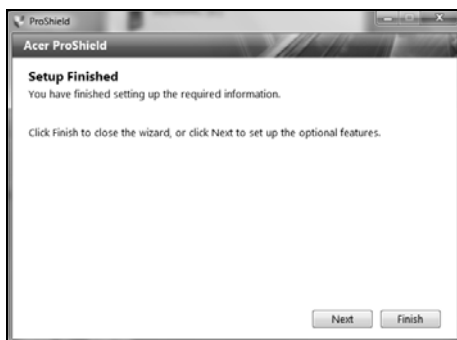 ProShield
Acer ProShield
Setup Finished
You have finished setting up the required information.
Click Finish to close the wizard, or click Next to set up the optional features.
Next Finish